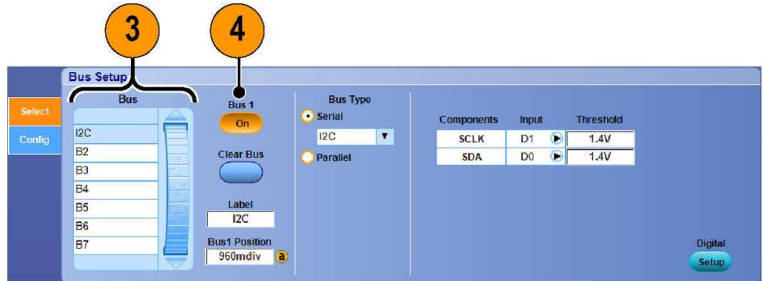 3
4
Bus Setup
Select
Config
Bus
I2C
B2
B3
B4
B5
B6
B7
Bus 1
On
Clear Bus
Label
I2C
Bus1 Position
960mdiv
a
Bus Type
Serial
I2C
Parallel
Components Input Threshold
SCLK D1 1.4V
SDA D0 1.4V
Digital
Setup